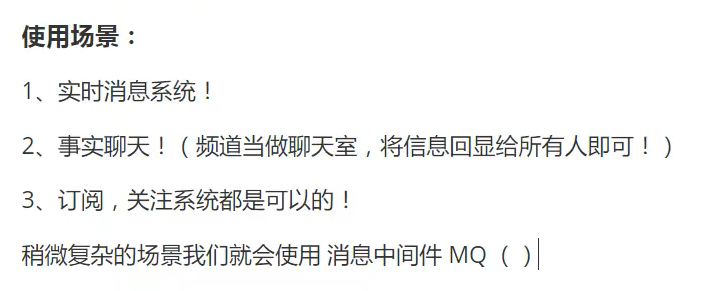 使用场景：
1、实时消息系统！
2、事实聊天！（ 频道当做聊天室，将信息回显给所有人即可！ ）
3、订阅，关注系统都是可以的！
稍微复杂的场景我们就会使用 消息中间件 MQ （ ）